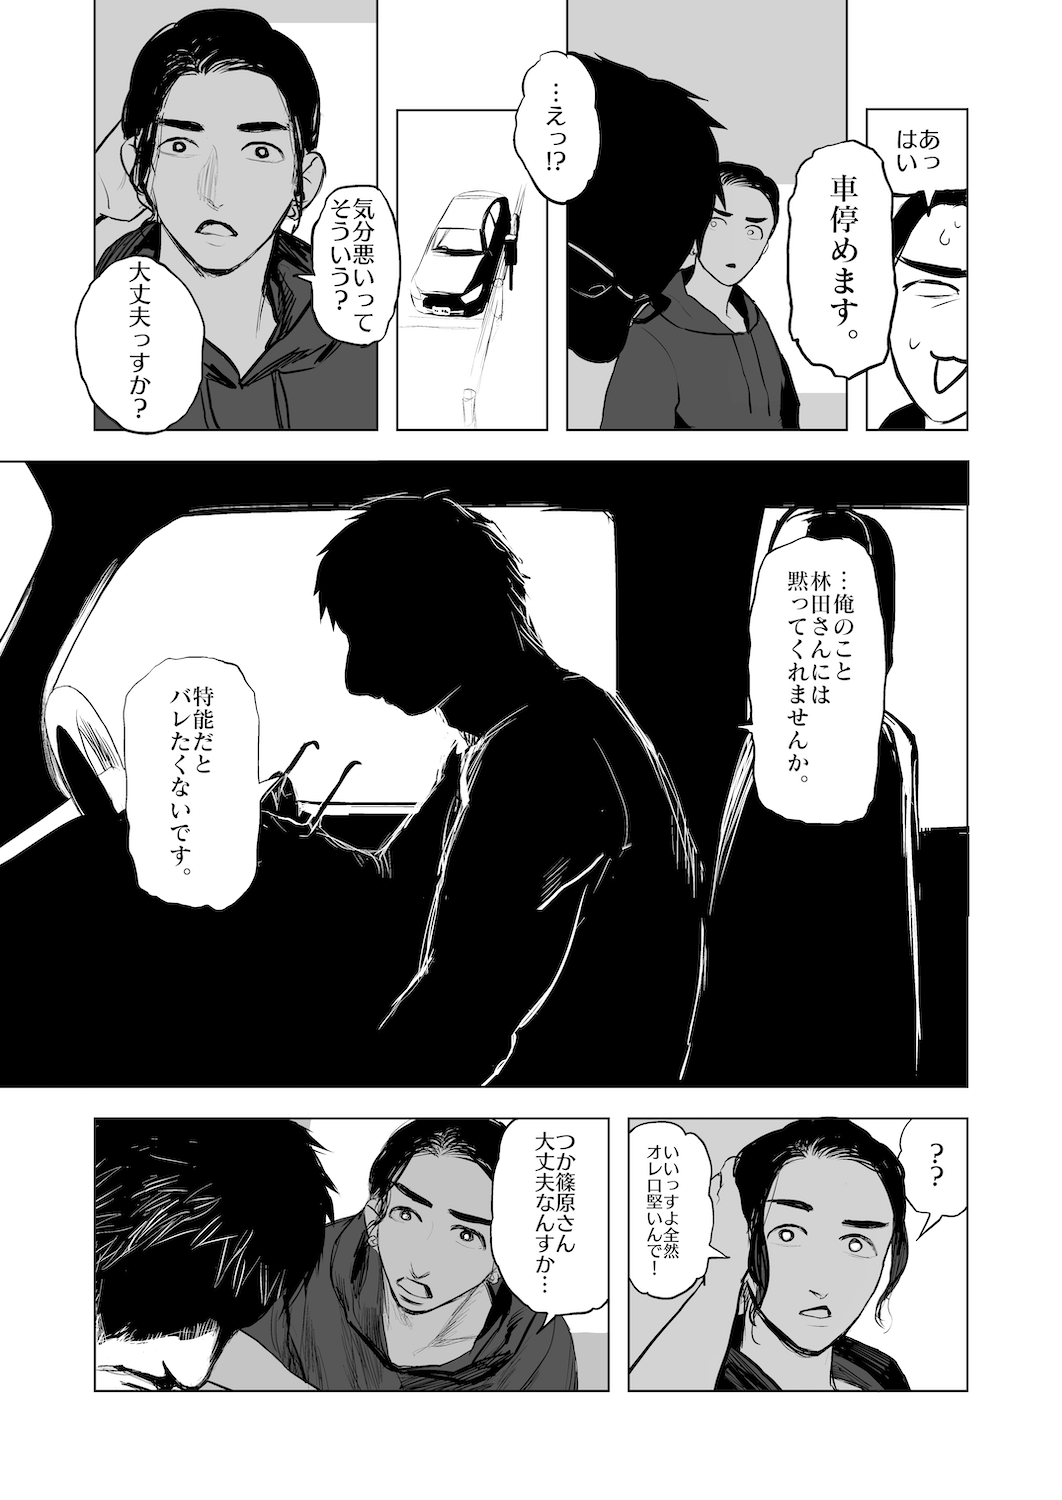 あっ
はい
車停めます。
…えっ!?
気分悪いって
そういう？
大丈夫っすか？
…俺のこと
林田さんには
黙ってくれませんか。
特能だと
バレたくないです。
??
いいっすよ全然
オレ口堅いんで！
つか篠原さん
大丈夫なんすか…